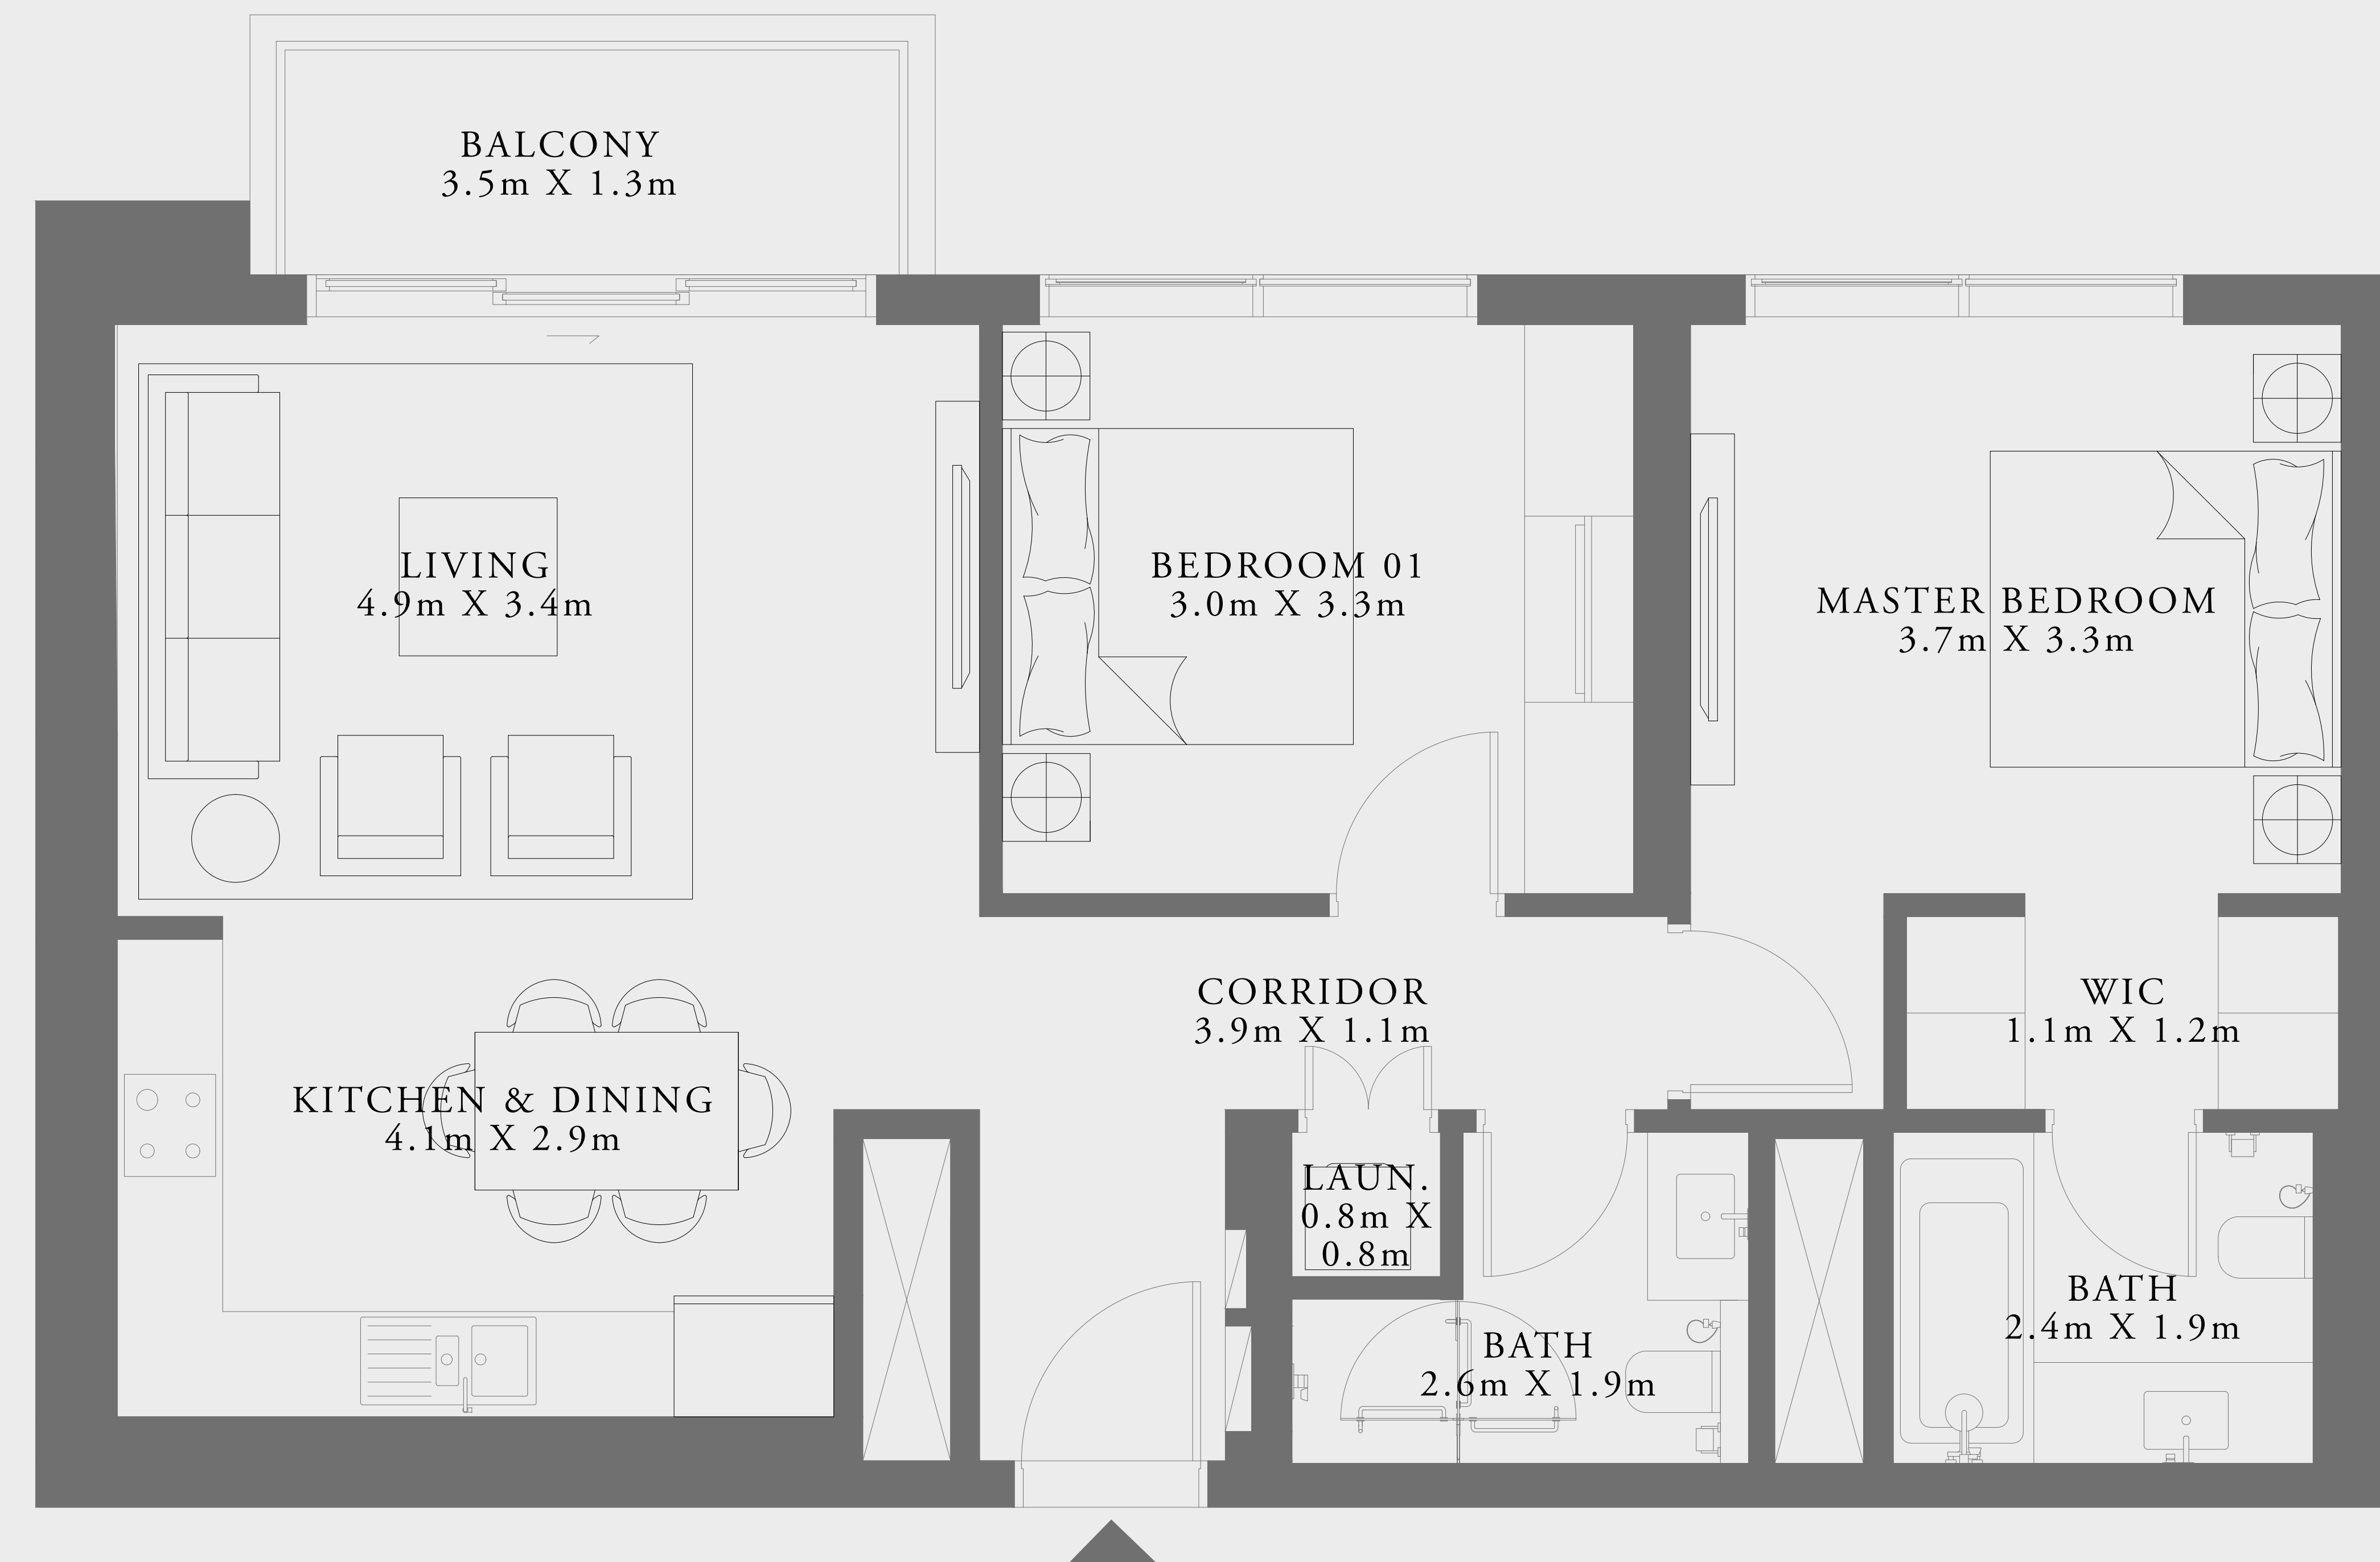 BALCONY
3.5m X 1.3m
LIVING
4.9m X 3.4m
BEDROOM 01
3.0m X 3.3m
MASTER BEDROOM
3.7m X 3.3m
CORRIDOR
3.9m X 1.1m
WIC
1.1m X 1.2m
KITCHEN & DINING
4.1m X 2.9m
LAUN.
0.8m X
0.8m
BATH
2.6m X 1.9m
BATH
2.4m X 1.9m